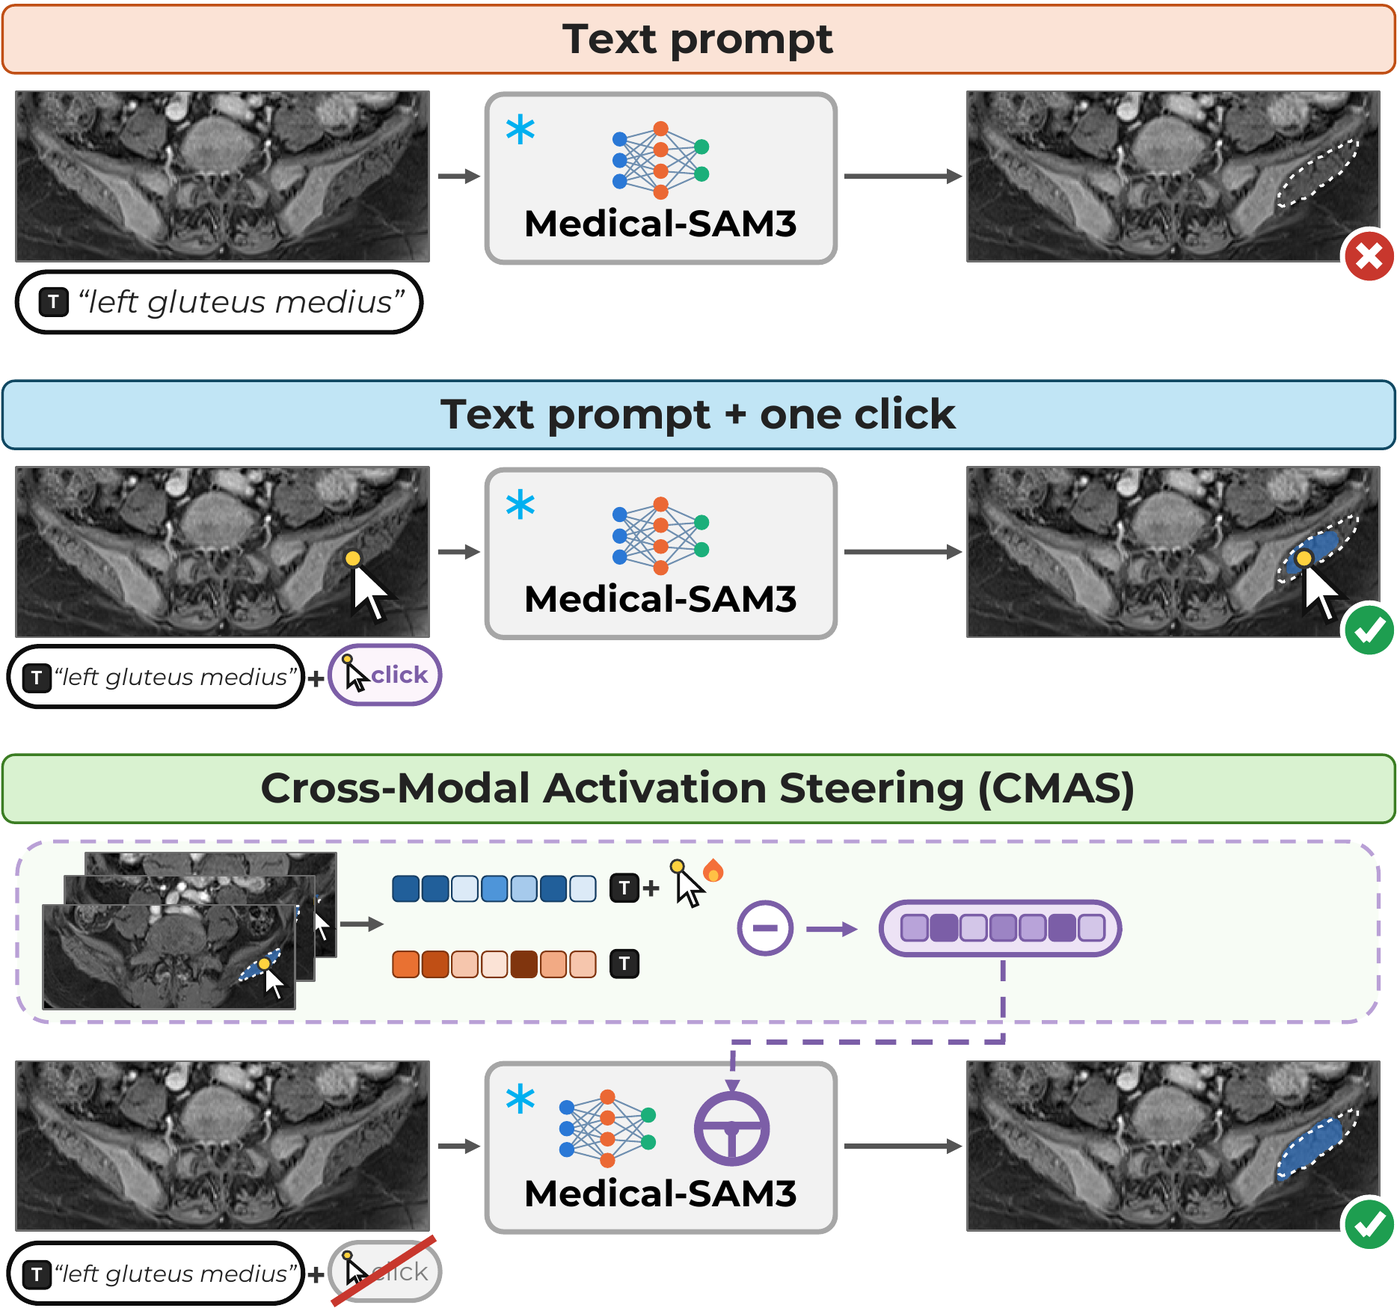 Text prompt
Medical-SAM3
T "left gluteus medius"
Text prompt + one click
Medical-SAM3
T "left gluteus medius" + click
Cross-Modal Activation Steering (CMAS)
T +
T
Medical-SAM3
T "left gluteus medius" + click